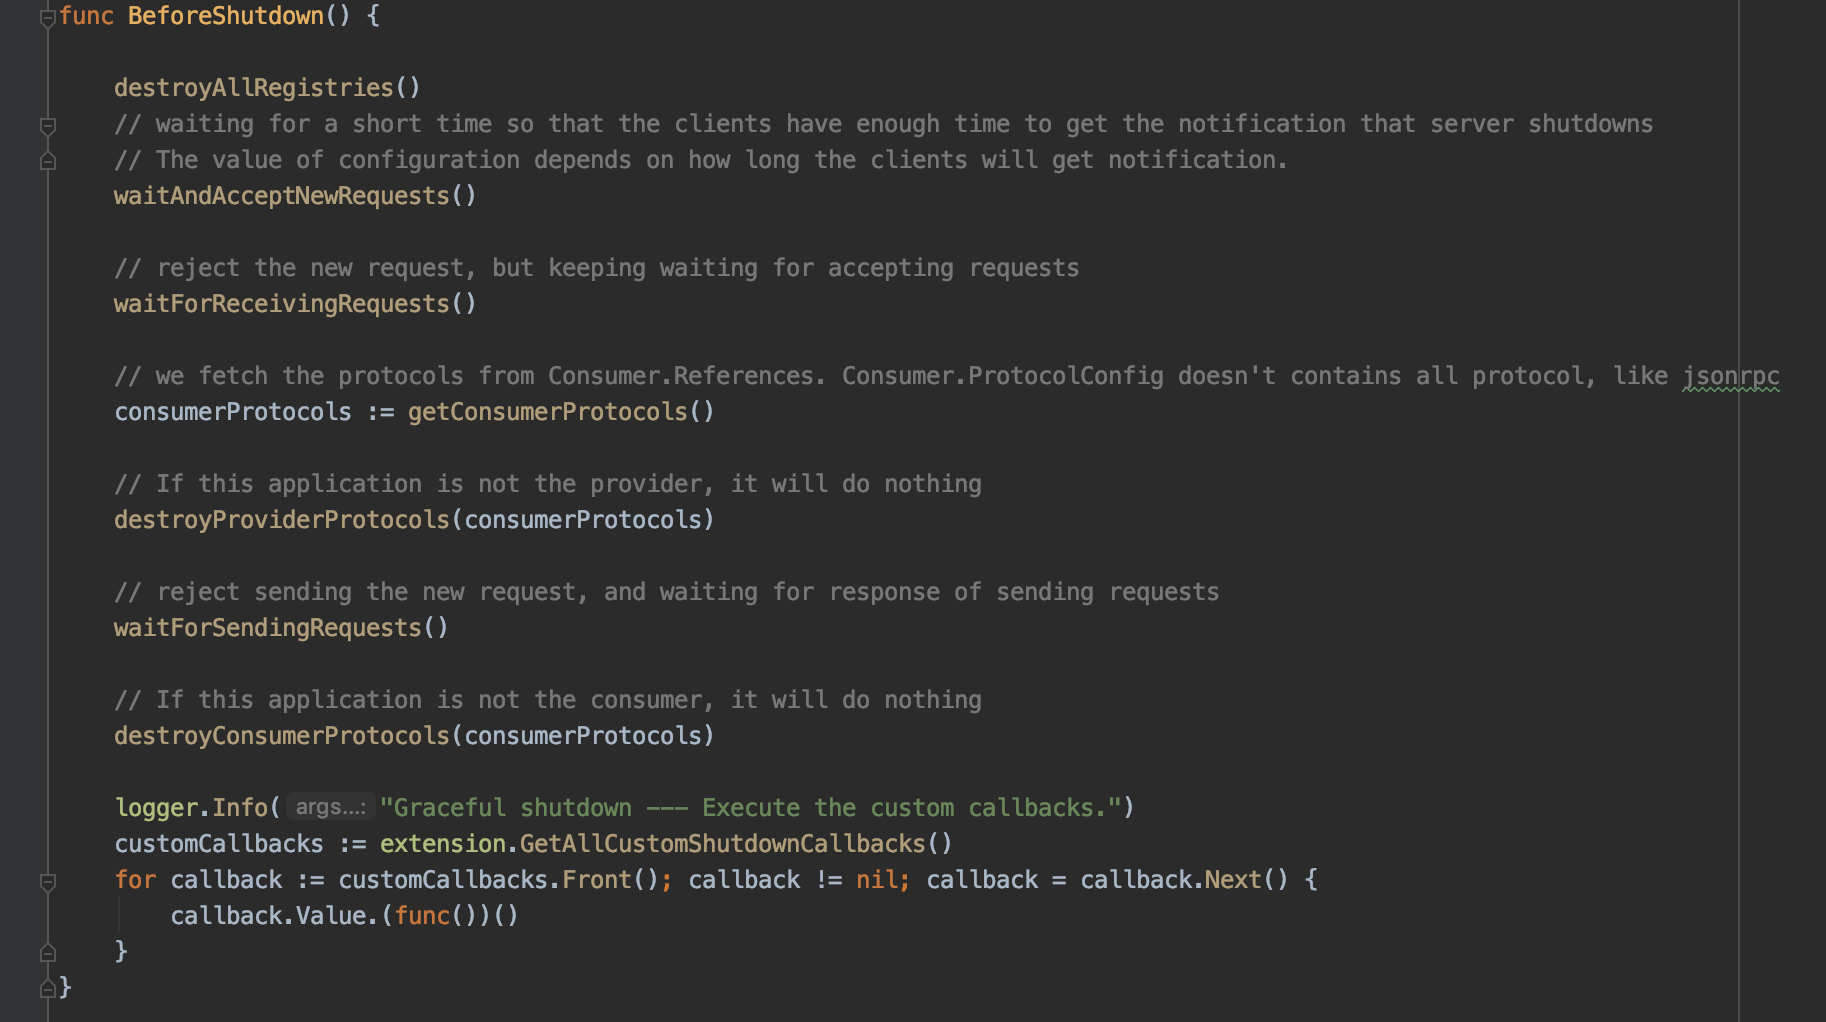 func BeforeShutdown() {
destroyAllRegistries()
// waiting for a short time so that the clients have enough time to get the notification that server shutdowns
// The value of configuration depends on how long the clients will get notification.
waitAndAcceptNewRequests()
// reject the new request, but keeping waiting for accepting requests
waitForReceivingRequests()
// we fetch the protocols from Consumer.References. Consumer.ProtocolConfig doesn't contains all protocol, like jsonrpc
consumerProtocols := getConsumerProtocols()
// If this application is not the provider, it will do nothing
destroyProviderProtocols(consumerProtocols)
// reject sending the new request, and waiting for response of sending requests
waitForSendingRequests()
// If this application is not the consumer, it will do nothing
destroyConsumerProtocols(consumerProtocols)
logger.Info( args...: "Graceful shutdown --- Execute the custom callbacks.")
customCallbacks := extension.GetAllCustomShutdownCallbacks()
for callback := customCallbacks.Front(); callback != nil; callback = callback.Next() {
callback.Value.(func())()
}
}